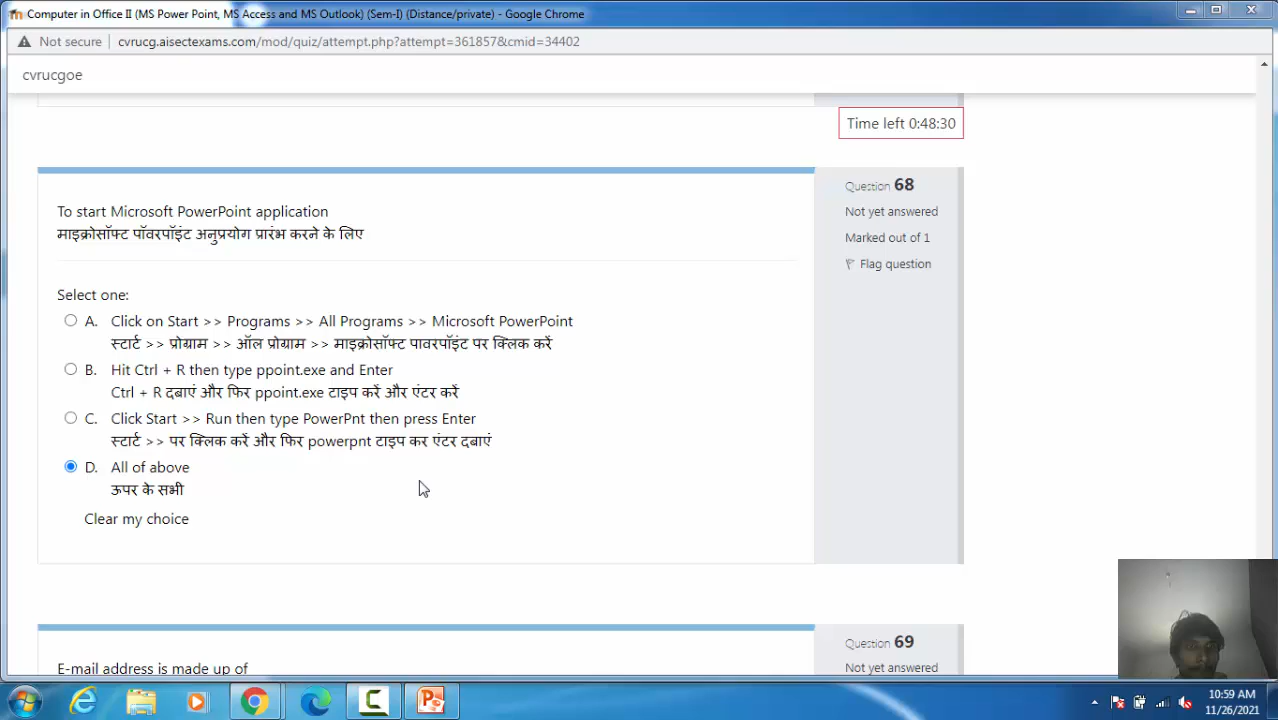 Computer in Office II (MS Power Point, MS Access and MS Outlook) (Sem-I) (Distance/private) - Google Chrome
Not secure | cvrucg.aisectexams.com/mod/quiz/attempt.php?attempt=361857&cmid=34402
cvrucgoe
Time left 0:48:30
To start Microsoft PowerPoint application
माइक्रोसॉफ्ट पॉवरपॉइंट अनुप्रयोग प्रारंभ करने के लिए
Question 68
Not yet answered
Marked out of 1
Flag question
Select one:
A. Click on Start >> Programs >> All Programs >> Microsoft PowerPoint
स्टार्ट >> प्रोग्राम >> ऑल प्रोग्राम >> माइक्रोसॉफ्ट पावरपॉइंट पर क्लिक करें
B. Hit Ctrl + R then type ppoint.exe and Enter
Ctrl + R दबाएं और फिर ppoint.exe टाइप करें और एंटर करें
C. Click Start >> Run then type PowerPnt then press Enter
स्टार्ट >> पर क्लिक करें और फिर powerpnt टाइप कर एंटर दबाएं
D. All of above
ऊपर के सभी
Clear my choice
E-mail address is made up of
Question 69
Not yet answered
10:59 AM
11/26/2021